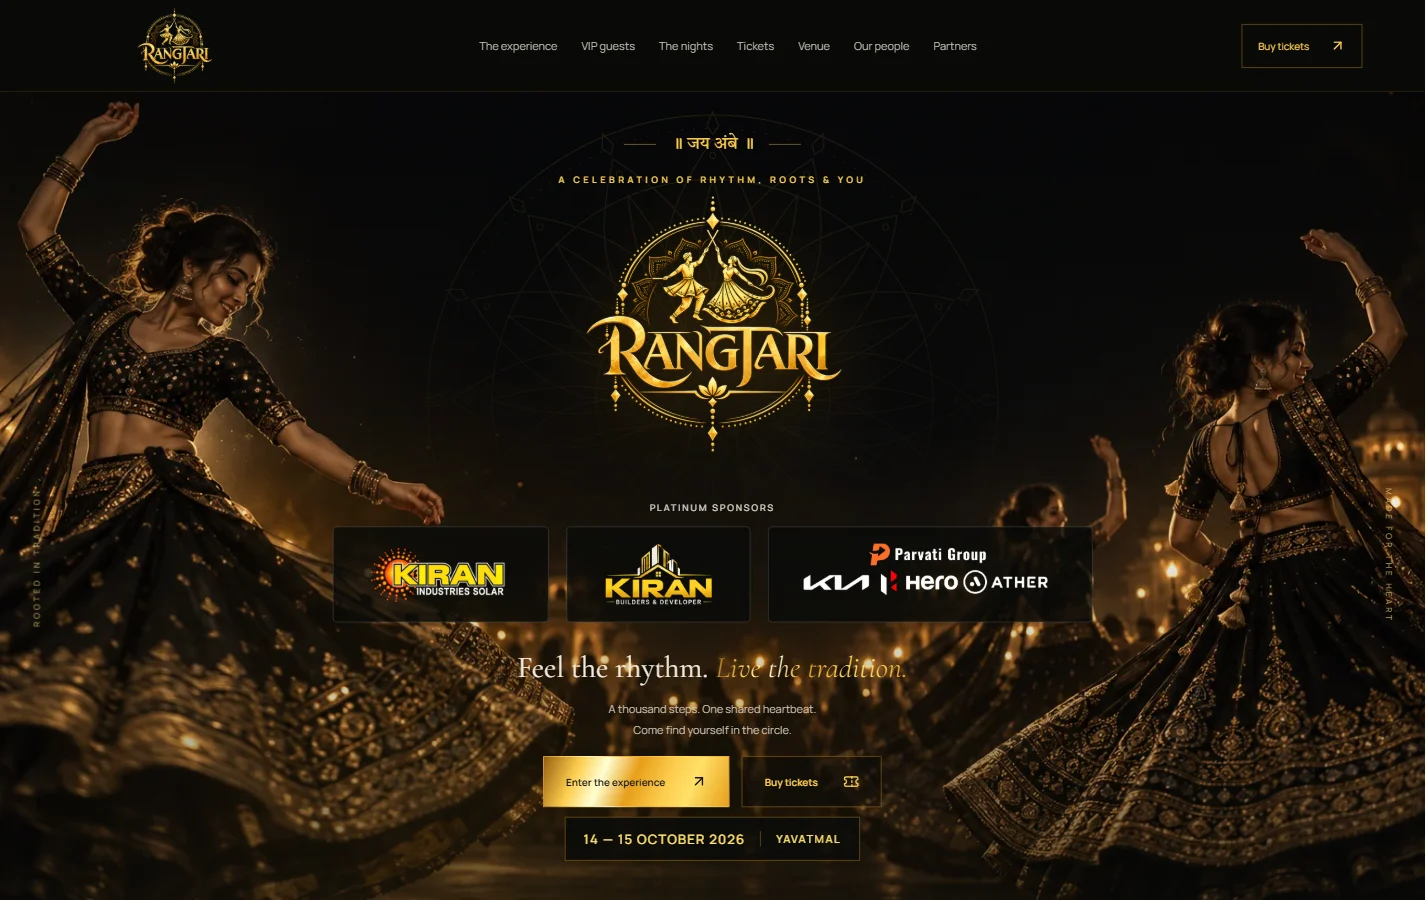 RANGTARI
The experience
VIP guests
The nights
Tickets
Venue
Our people
Partners
Buy tickets
॥ जय अंबे ॥
A CELEBRATION OF RHYTHM, ROOTS & YOU
RANGTARI
PLATINUM SPONSORS
KIRAN
INDUSTRIES SOLAR
KIRAN
BUILDERS & DEVELOPER
Parvati Group
KIA Hero ATHER
ROOTED IN TRADITION
MADE FOR THE HEART
Feel the rhythm. Live the tradition.
A thousand steps. One shared heartbeat.
Come find yourself in the circle.
Enter the experience
Buy tickets
14 — 15 OCTOBER 2026
YAVATMAL